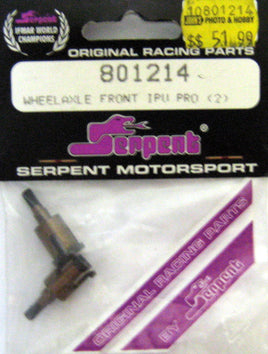 Serpent
IFMAR WORLD
CHAMPIONS
10801214
PHOTO & HOBBY
$$ 51.99
ORIGINAL RACING PARTS
801214
WHEELAXLE FRONT IPU PRO (2)
Serpent
SERPENT MOTORSPORT
ORIGINAL RACING PARTS
BY Serpent